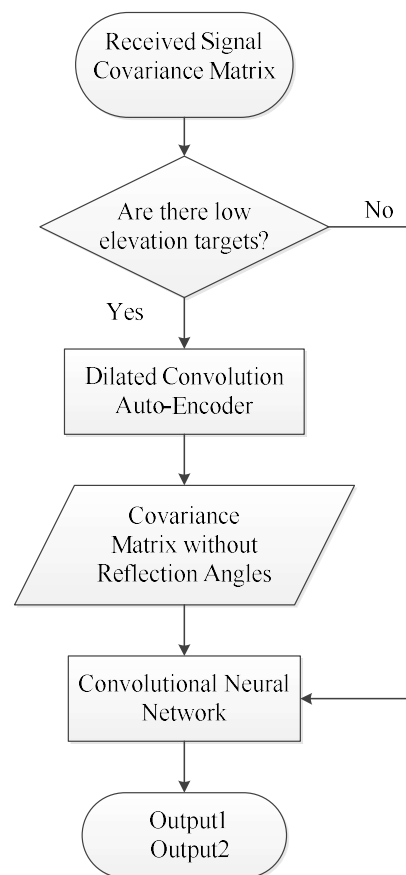 Received Signal
Covariance Matrix
Are there low
elevation targets?
No
Yes
Dilated Convolution
Auto-Encoder
Covariance
Matrix without
Reflection Angles
Convolutional Neural
Network
Output1
Output2